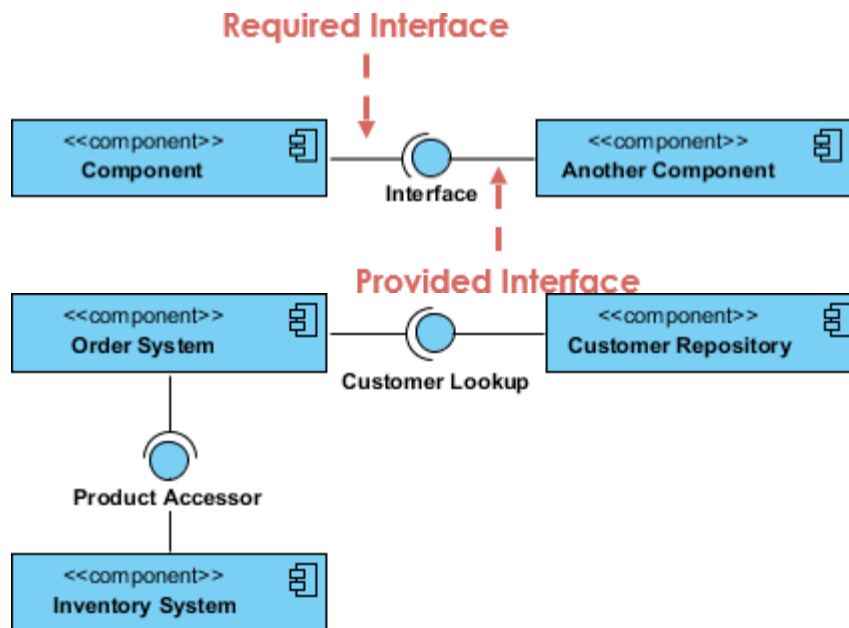 Required Interface
<<component>>
Component
<<component>>
Another Component
Interface
Provided Interface
<<component>>
Order System
<<component>>
Customer Repository
Customer Lookup
Product Accessor
<<component>>
Inventory System